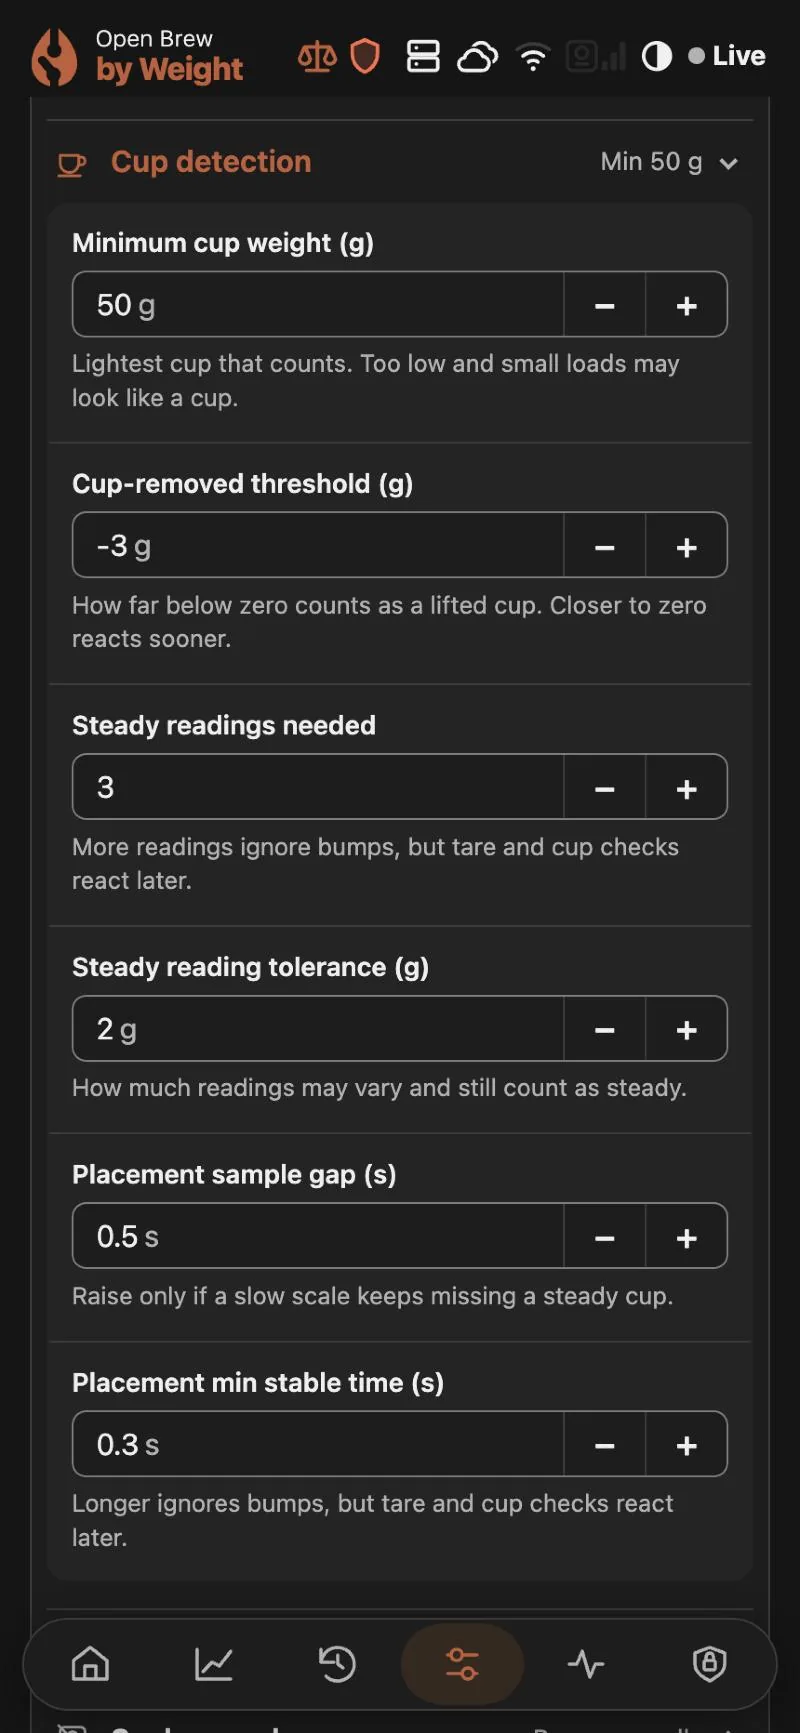 Open Brew
by Weight
Live
Cup detection
Min 50 g
Minimum cup weight (g)
50 g
Lightest cup that counts. Too low and small loads may
look like a cup.
Cup-removed threshold (g)
-3 g
How far below zero counts as a lifted cup. Closer to zero
reacts sooner.
Steady readings needed
3
More readings ignore bumps, but tare and cup checks
react later.
Steady reading tolerance (g)
2 g
How much readings may vary and still count as steady.
Placement sample gap (s)
0.5 s
Raise only if a slow scale keeps missing a steady cup.
Placement min stable time (s)
0.3 s
Longer ignores bumps, but tare and cup checks react
later.